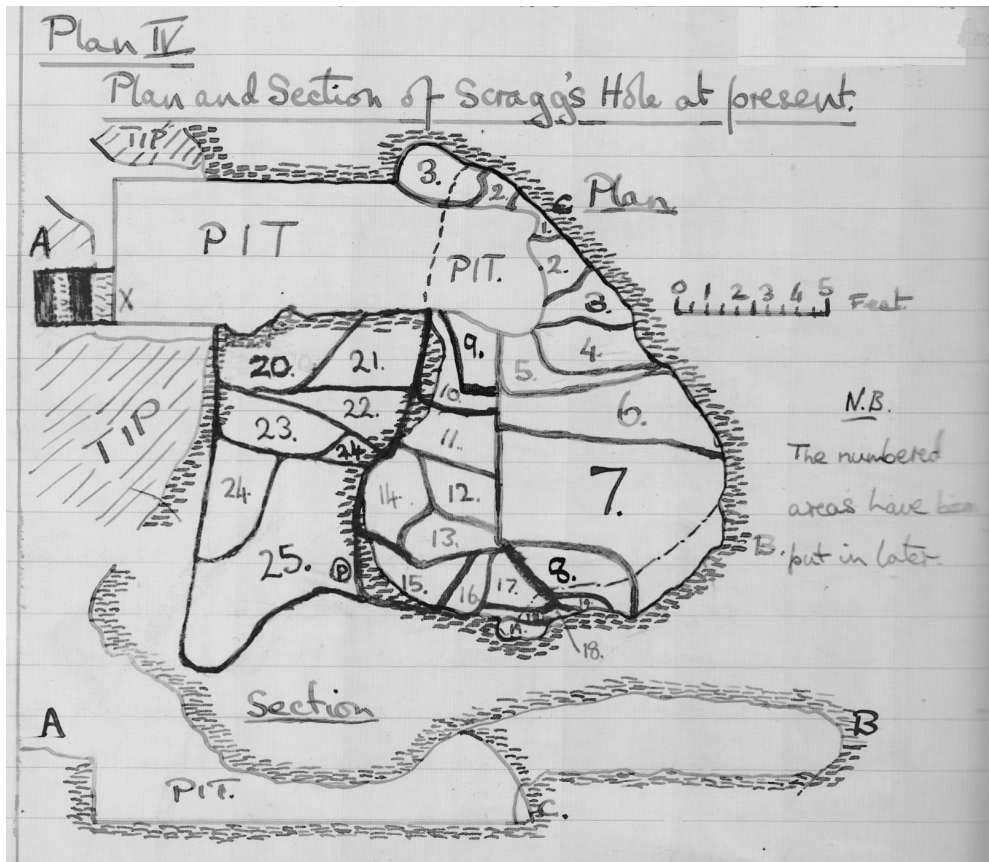 Plan IV
Plan and Section of Scragg's Hole at present.
TIP
3.
2.
C
Plan
A
PIT
1.
PIT.
2.
X
3.
0 1 2 3 4 5 Feet
20.
21.
9.
4.
5.
10.
6.
N.B.
TIP
22.
23.
11.
The numbered
24.
24.
14.
12.
7.
areas have been
13.
B.
put in later.
25.
P
15.
16.
17.
8.
19.
18.
Section
A
B
PIT.
C.